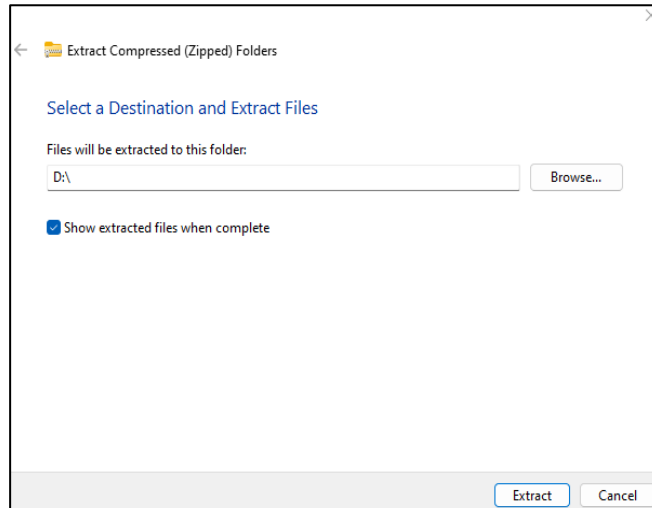 Extract Compressed (Zipped) Folders
Select a Destination and Extract Files
Files will be extracted to this folder:
D:\
Browse...
Show extracted files when complete
Extract
Cancel